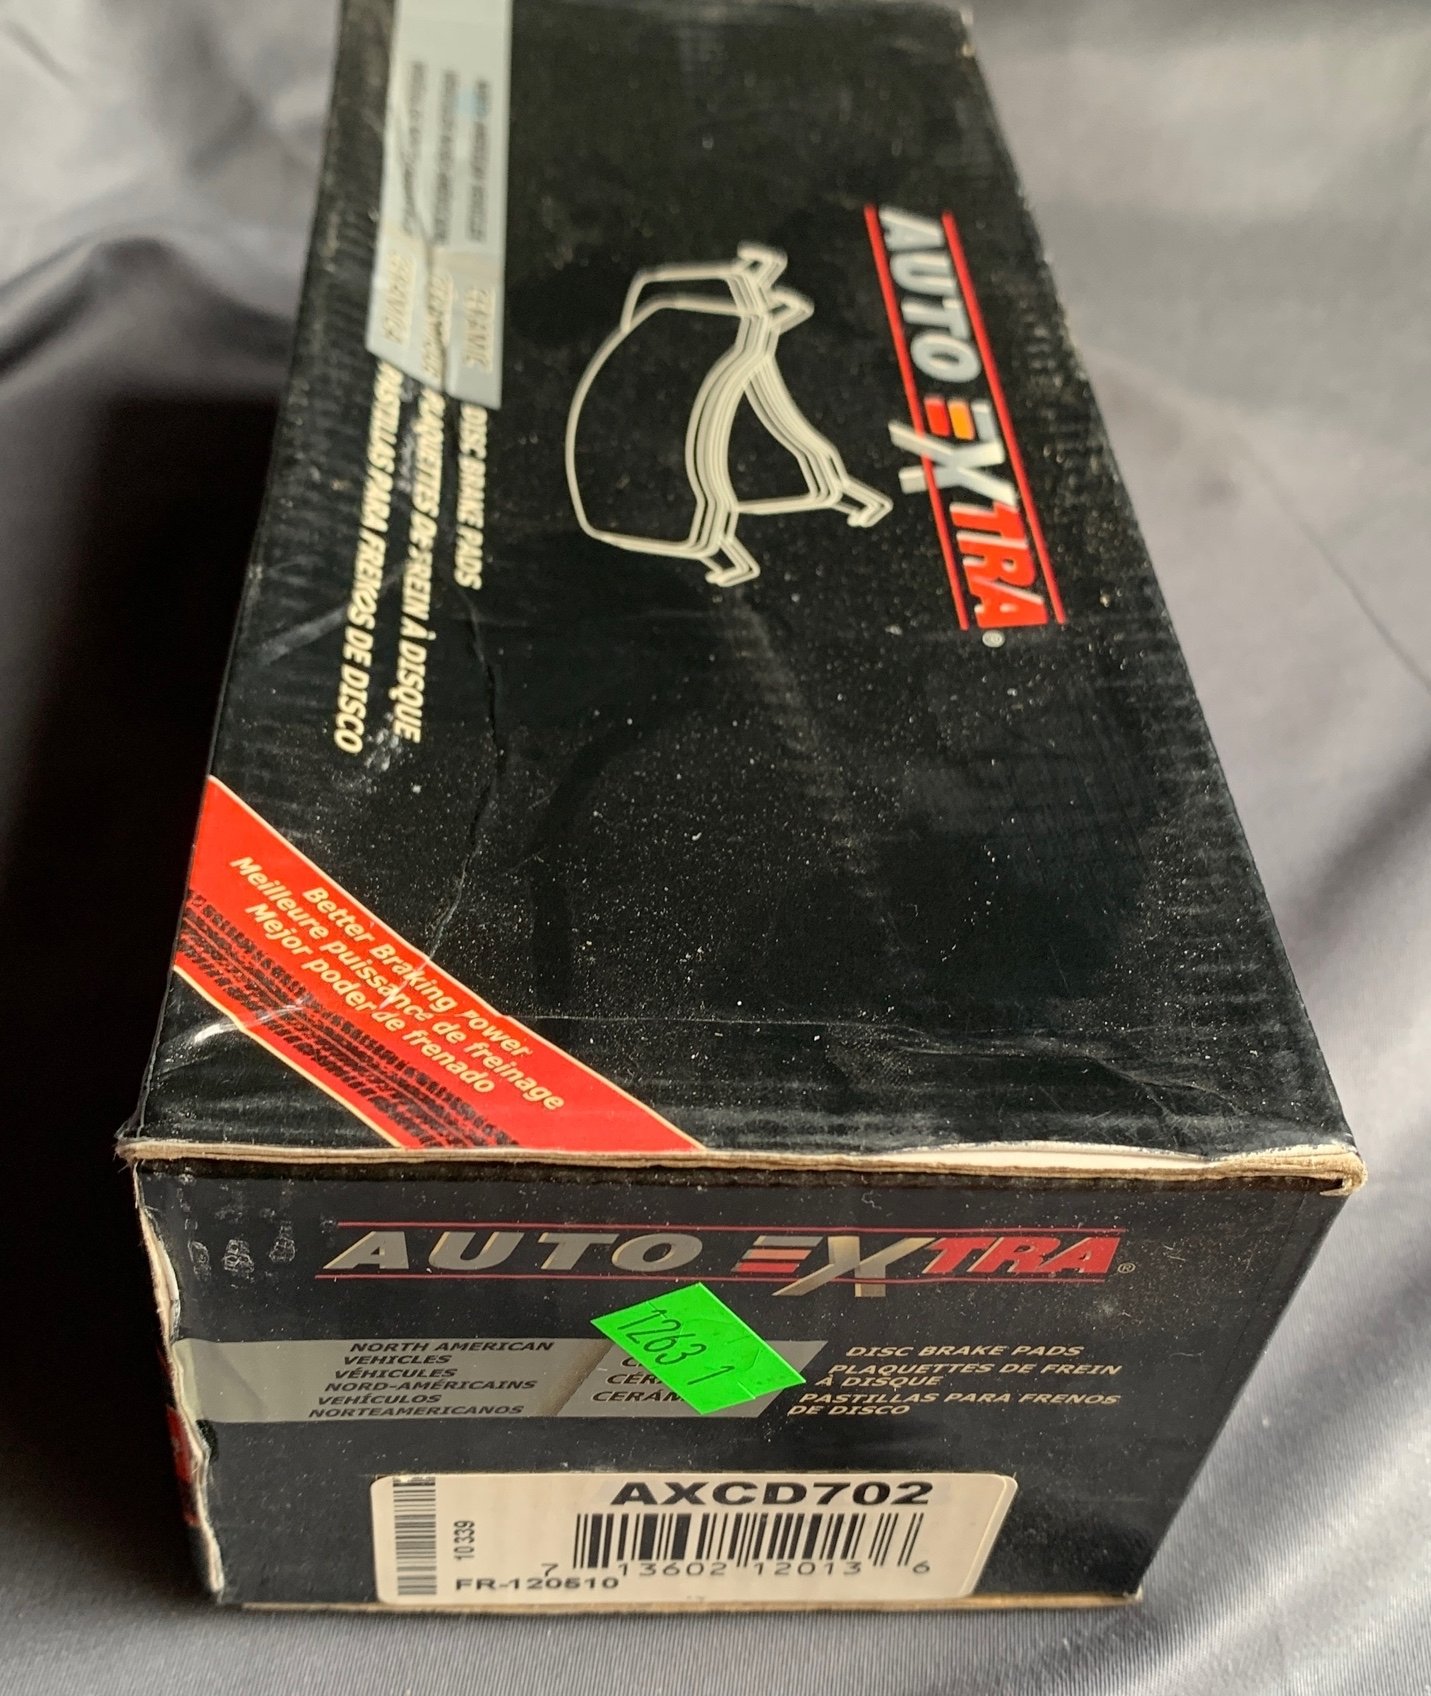 AUTO EXTRA®
NORTH AMERICAN VEHICLES
DISC BRAKE PADS
PLAQUETTES DE FREIN À DISQUE
PASTILLAS PARA FRENOS DE DISCO
Better Braking Power
Meilleure puissance de freinage
Mejor poder de frenado
AUTO EXTRA®
NORTH AMERICAN
VEHICLES
VÉHICULES
NORD-AMÉRICAINS
VEHÍCULOS
NORTEAMERICANOS
1263 1
DISC BRAKE PADS
PLAQUETTES DE FREIN
À DISQUE
PASTILLAS PARA FRENOS
DE DISCO
AXCD702
10339
7 13602 12013 6
FR-120510